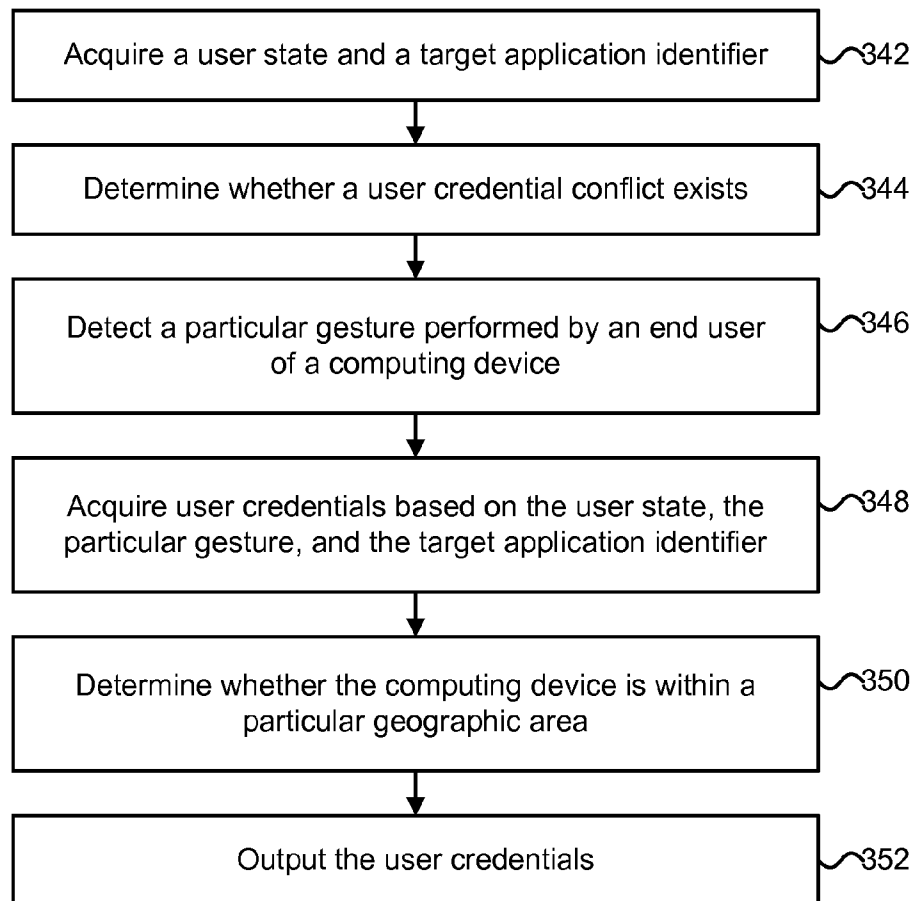 Acquire a user state and a target application identifier
342
Determine whether a user credential conflict exists
344
Detect a particular gesture performed by an end user
of a computing device
346
Acquire user credentials based on the user state, the
particular gesture, and the target application identifier
348
Determine whether the computing device is within a
particular geographic area
350
Output the user credentials
352